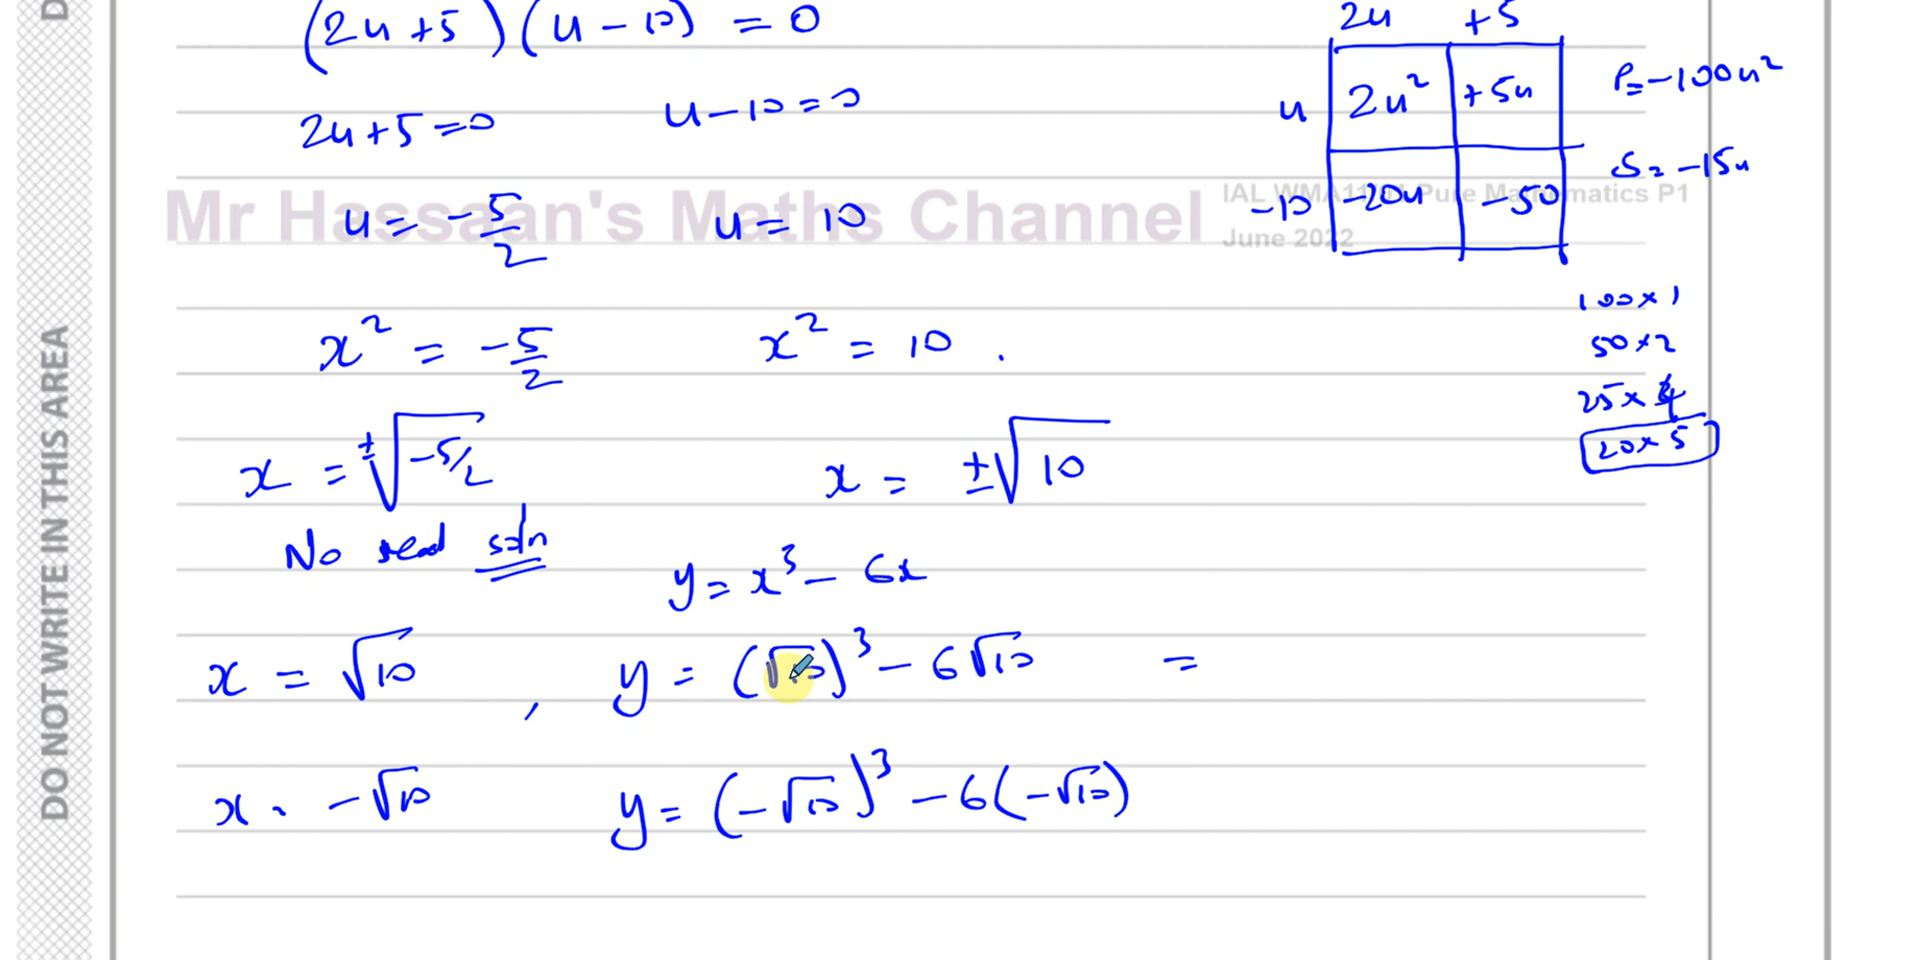 (2u+5)(u-10) = 0
2u+5=0 u-10=0
u = -5/2 u = 10
x² = -5/2 x² = 10 .
x = ±√-5/2 x = ±√10
No real soln
y = x³ - 6x
x = √10 , y = (√10)³ - 6√10 =
x = -√10 y = (-√10)³ - 6(-√10)
2u +5
u 2u² +5u
-10 -20u -50
P=-100u²
S=-15u
100×1
50×2
25×4
20×5
Mr Hassaan's Maths Channel
IAL WMA11/01 Pure Mathematics P1
June 2022
DO NOT WRITE IN THIS AREA
D